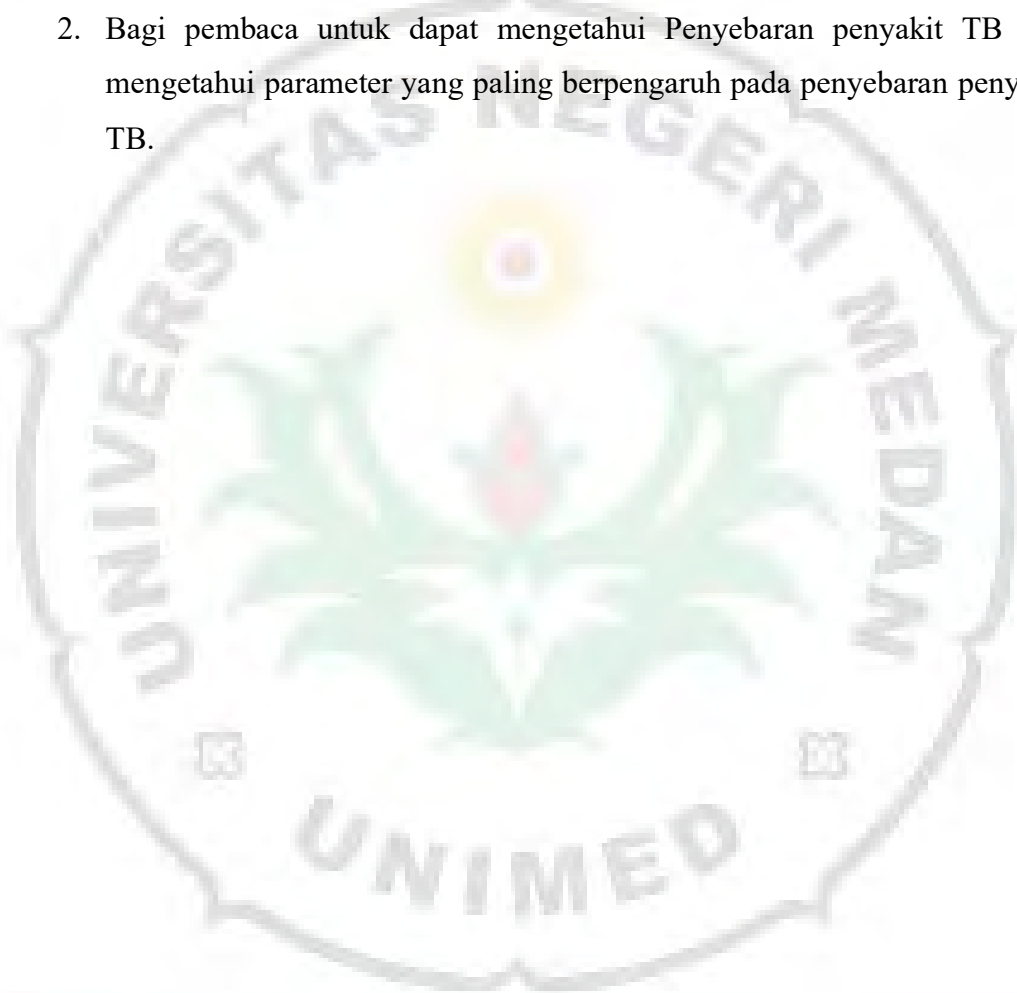 2. Bagi pembaca untuk dapat mengetahui Penyebaran penyakit TB
mengetahui parameter yang paling berpengaruh pada penyebaran
TB.
UNIVERSITAS NEGERI MEDAN
UNIMED